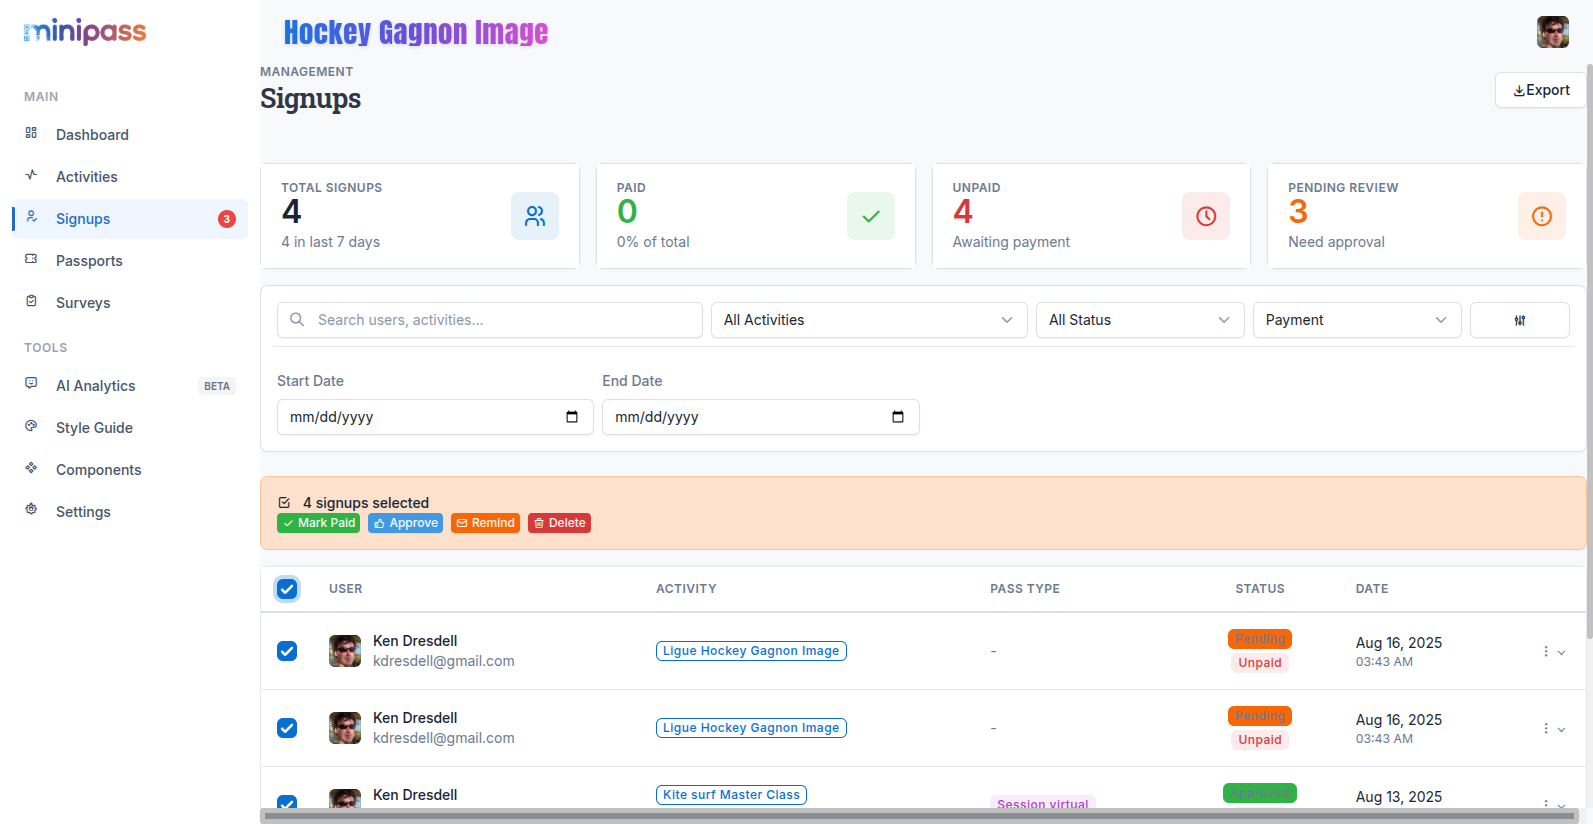 minipass
Hockey Gagnon Image
MANAGEMENT
Signups
Export
MAIN
Dashboard
Activities
Signups 3
Passports
Surveys
TOOLS
AI Analytics BETA
Style Guide
Components
Settings
TOTAL SIGNUPS
4
4 in last 7 days
PAID
0
0% of total
UNPAID
4
Awaiting payment
PENDING REVIEW
3
Need approval
Search users, activities...
All Activities
All Status
Payment
Start Date
End Date
mm/dd/yyyy
mm/dd/yyyy
4 signups selected
Mark Paid Approve Remind Delete
USER ACTIVITY PASS TYPE STATUS DATE
Ken Dresdell
kdresdell@gmail.com
Ligue Hockey Gagnon Image
-
Pending
Unpaid
Aug 16, 2025
03:43 AM
Ken Dresdell
kdresdell@gmail.com
Ligue Hockey Gagnon Image
-
Pending
Unpaid
Aug 16, 2025
03:43 AM
Ken Dresdell
Kite surf Master Class
Session virtual
Approved
Aug 13, 2025